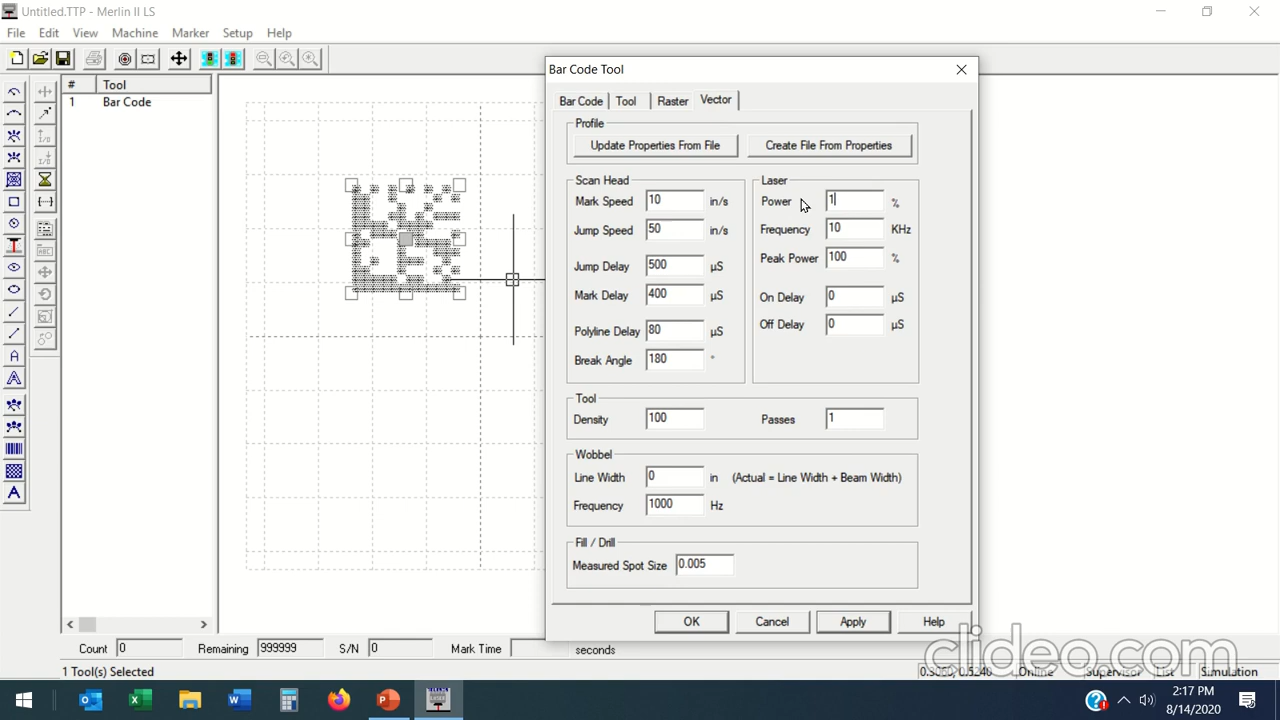 Untitled.TTP - Merlin II LS
File Edit View Machine Marker Setup Help
# Tool
1 Bar Code
Bar Code Tool
Bar Code Tool Raster Vector
Profile
Update Properties From File Create File From Properties
Scan Head
Mark Speed 10 in/s
Jump Speed 50 in/s
Jump Delay 500 µS
Mark Delay 400 µS
Polyline Delay 80 µS
Break Angle 180 °
Laser
Power 1 %
Frequency 10 KHz
Peak Power 100 %
On Delay 0 µS
Off Delay 0 µS
Tool
Density 100 Passes 1
Wobbel
Line Width 0 in (Actual = Line Width + Beam Width)
Frequency 1000 Hz
Fill / Drill
Measured Spot Size 0.005
OK Cancel Apply Help
Count 0 Remaining 999999 S/N 0 Mark Time seconds
1 Tool(s) Selected 0.3060, 0.5240 Online Supervisor List Simulation
clideo.com
2:17 PM
8/14/2020